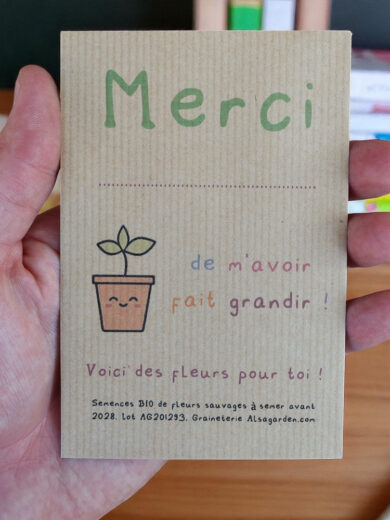 Merci
de m'avoir
fait grandir !
Voici des fleurs pour toi !
Semences BIO de fleurs sauvages à semer avant
2028. Lot AG201293. Graineterie Alsagarden.com